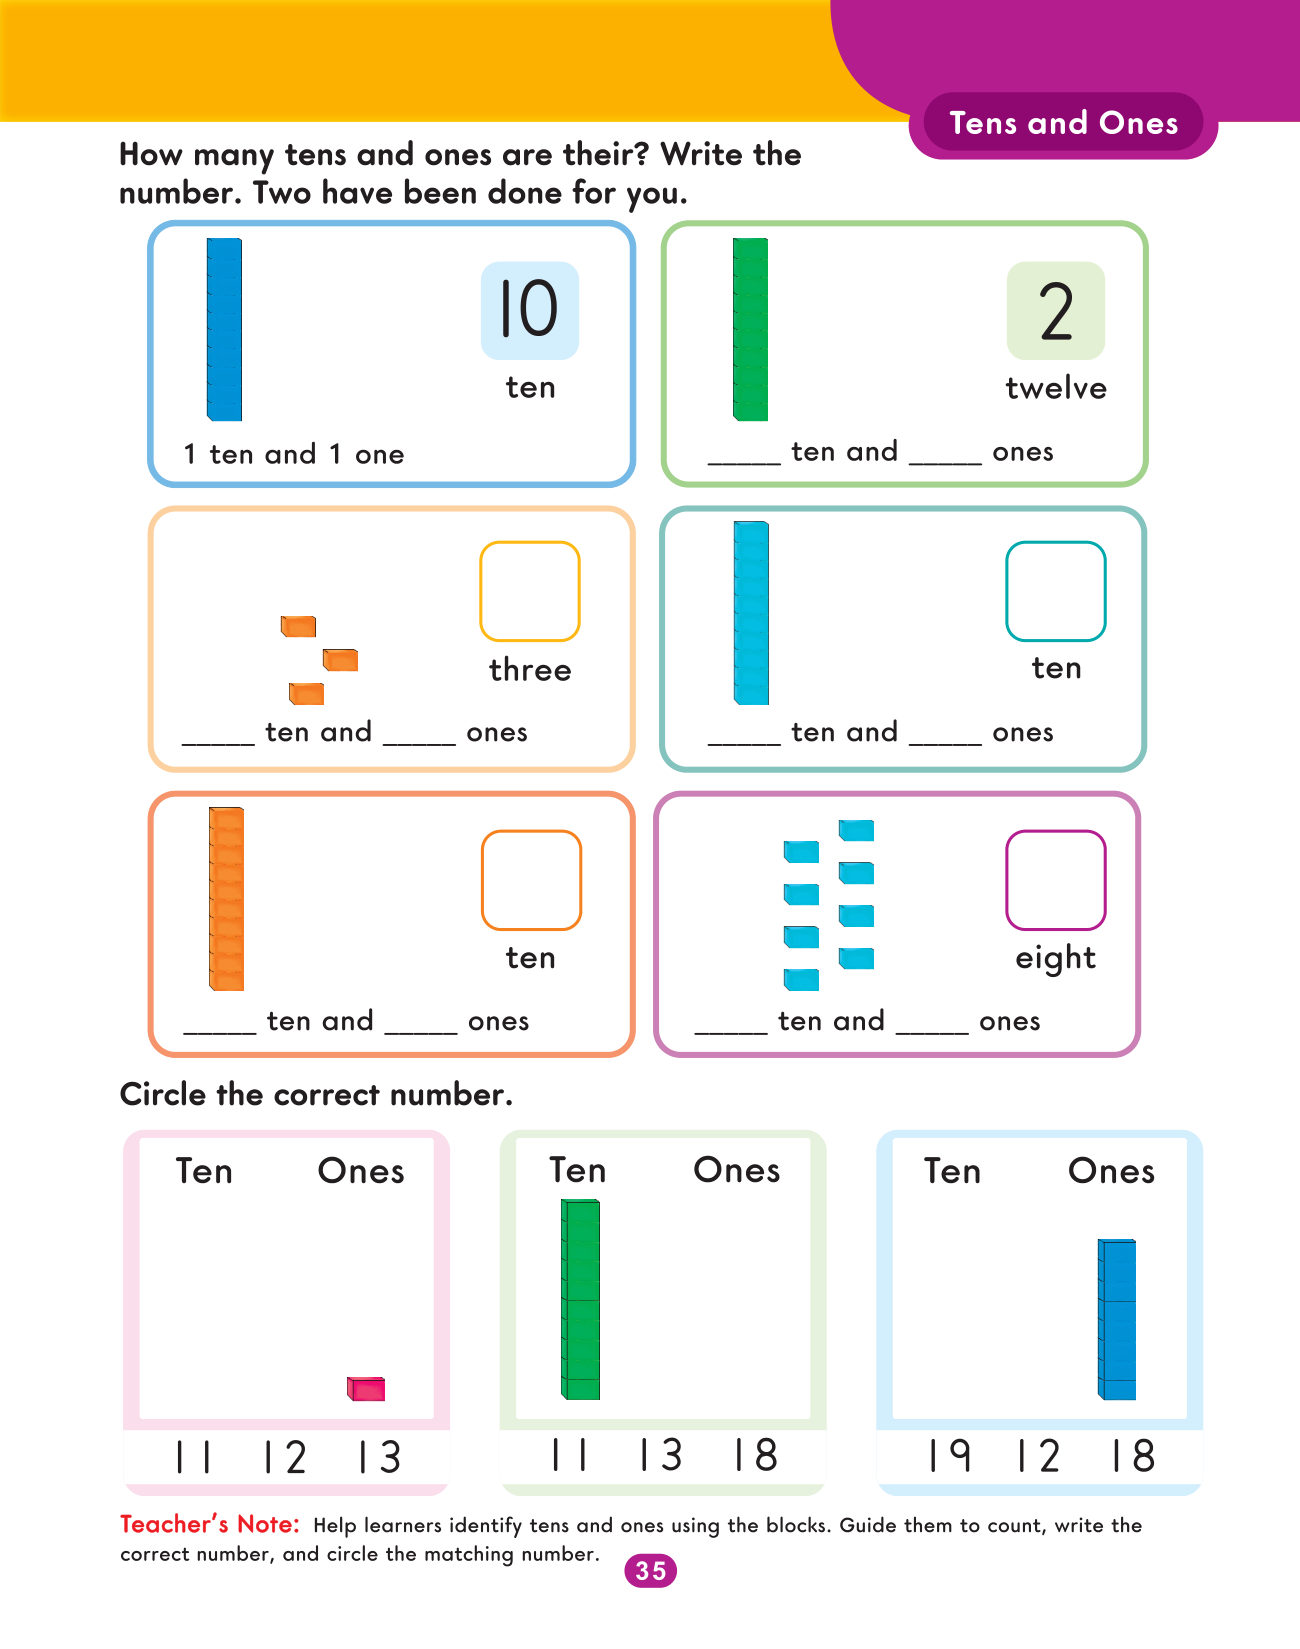 Tens and Ones
How many tens and ones are their? Write the
number. Two have been done for you.
10
ten
1 ten and 1 one
2
twelve
_____ ten and _____ ones
three
_____ ten and _____ ones
ten
_____ ten and _____ ones
ten
_____ ten and _____ ones
eight
_____ ten and _____ ones
Circle the correct number.
Ten Ones
11 12 13
Ten Ones
11 13 18
Ten Ones
19 12 18
Teacher's Note: Help learners identify tens and ones using the blocks. Guide them to count, write the
correct number, and circle the matching number.
35